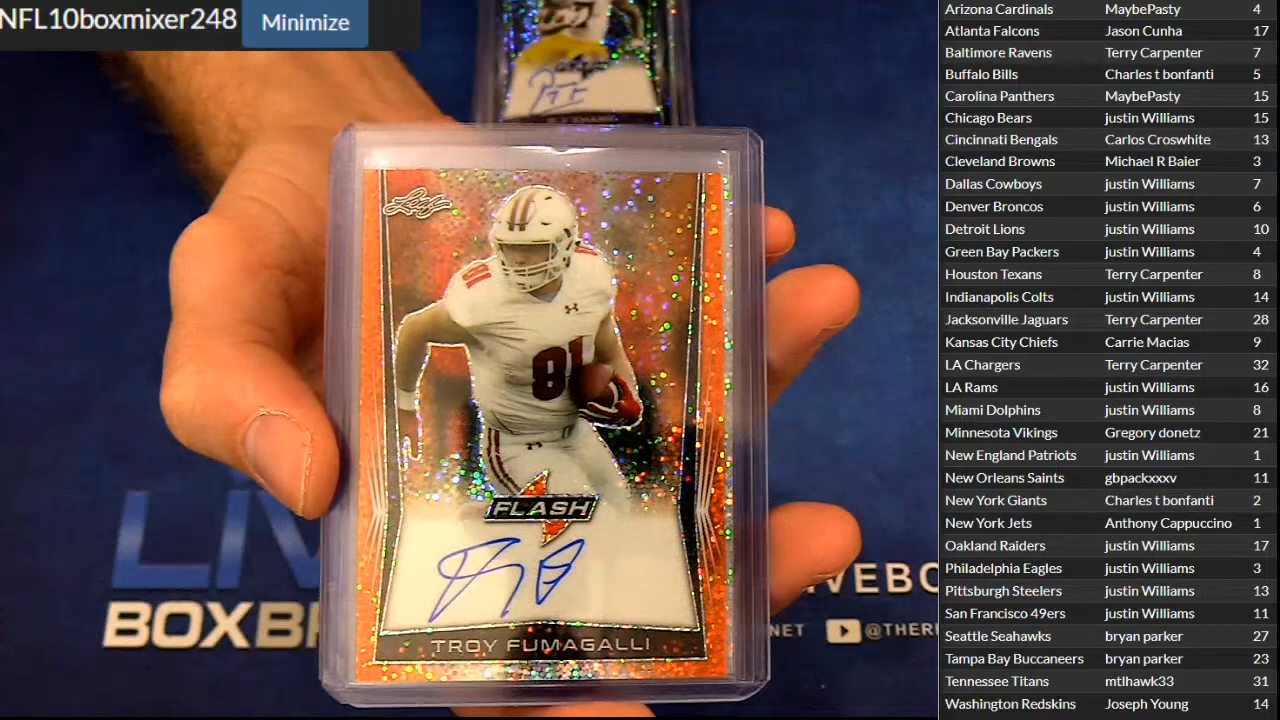 NFL10boxmixer248 Minimize
Leaf
81
81
FLASH
TROY FUMAGALLI
LIV
BOXB
IVEBO
NET @THERI
Arizona Cardinals MaybePasty 4
Atlanta Falcons Jason Cunha 17
Baltimore Ravens Terry Carpenter 7
Buffalo Bills Charles t bonfanti 5
Carolina Panthers MaybePasty 15
Chicago Bears justin Williams 15
Cincinnati Bengals Carlos Croswhite 13
Cleveland Browns Michael R Baier 3
Dallas Cowboys justin Williams 7
Denver Broncos justin Williams 6
Detroit Lions justin Williams 10
Green Bay Packers justin Williams 4
Houston Texans Terry Carpenter 8
Indianapolis Colts justin Williams 14
Jacksonville Jaguars Terry Carpenter 28
Kansas City Chiefs Carrie Macias 9
LA Chargers Terry Carpenter 32
LA Rams justin Williams 16
Miami Dolphins justin Williams 8
Minnesota Vikings Gregory donetz 21
New England Patriots justin Williams 1
New Orleans Saints gbpackxxxv 11
New York Giants Charles t bonfanti 2
New York Jets Anthony Cappuccino 1
Oakland Raiders justin Williams 17
Philadelphia Eagles justin Williams 3
Pittsburgh Steelers justin Williams 13
San Francisco 49ers justin Williams 11
Seattle Seahawks bryan parker 27
Tampa Bay Buccaneers bryan parker 23
Tennessee Titans mtlhawk33 31
Washington Redskins Joseph Young 14